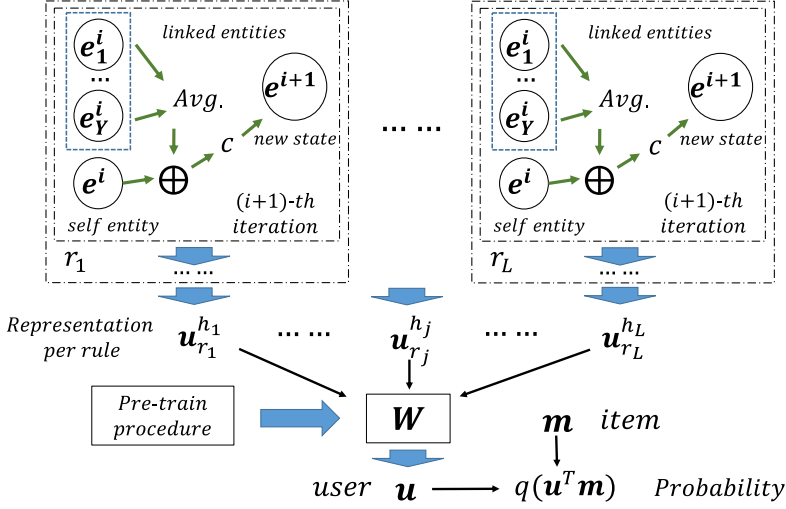 e_1^i linked entities
...
e_Y^i Avg. e^{i+1}
c new state
e^i ⊕
self entity (i+1)-th iteration
r_1 ... ...
... ...
e_1^i linked entities
...
e_Y^i Avg. e^{i+1}
c new state
e^i ⊕
self entity (i+1)-th iteration
r_L ... ...
Representation per rule
u_{r_1}^{h_1} ... ... u_{r_j}^{h_j} ... ... u_{r_L}^{h_L}
Pre-train procedure
W
m item
user u q(u^T m) Probability